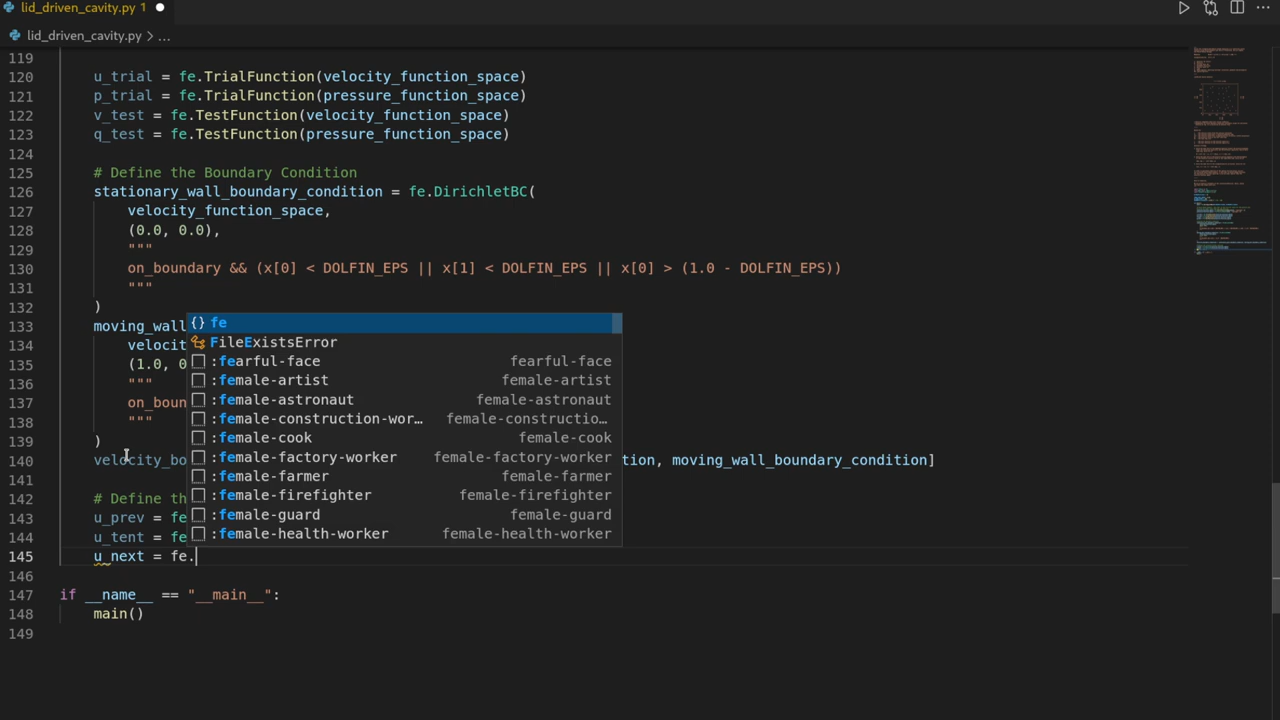 lid_driven_cavity.py 1
lid_driven_cavity.py > ...
119
120 u_trial = fe.TrialFunction(velocity_function_space)
121 p_trial = fe.TrialFunction(pressure_function_space)
122 v_test = fe.TestFunction(velocity_function_space)
123 q_test = fe.TestFunction(pressure_function_space)
124
125 # Define the Boundary Condition
126 stationary_wall_boundary_condition = fe.DirichletBC(
127 velocity_function_space,
128 (0.0, 0.0),
129 """
130 on_boundary && (x[0] < DOLFIN_EPS || x[1] < DOLFIN_EPS || x[0] > (1.0 - DOLFIN_EPS))
131 """
132 )
133 moving_wall
134 velocit
135 (1.0, 0
136 """
137 on_boun
138 """
139 )
140 velocity_bo tion, moving_wall_boundary_condition]
141
142 # Define th
143 u_prev = fe
144 u_tent = fe
145 u_next = fe.
146
147 if __name__ == "__main__":
148 main()
149
{} fe
FileExistsError
:fearful-face fearful-face
:female-artist female-artist
:female-astronaut female-astronaut
:female-construction-wor… female-constructio…
:female-cook female-cook
:female-factory-worker female-factory-worker
:female-farmer female-farmer
:female-firefighter female-firefighter
:female-guard female-guard
:female-health-worker female-health-worker